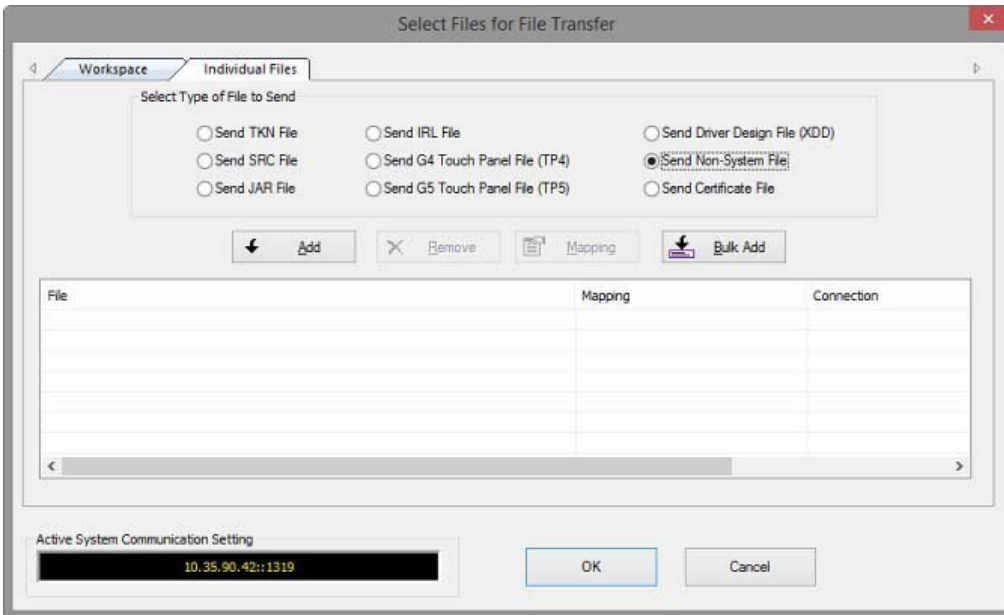 Select Files for File Transfer
Workspace Individual Files
Select Type of File to Send
Send TKN File Send IRL File Send Driver Design File (XDD)
Send SRC File Send G4 Touch Panel File (TP4) Send Non-System File
Send JAR File Send G5 Touch Panel File (TP5) Send Certificate File
Add Remove Mapping Bulk Add
File Mapping Connection
Active System Communication Setting
10.35.90.42::1319
OK Cancel